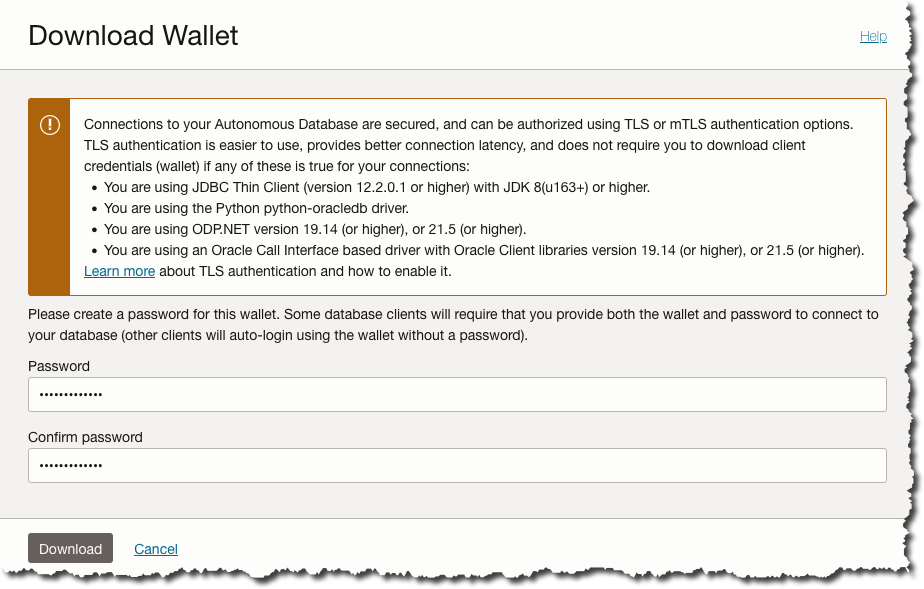 Download Wallet
Help
Connections to your Autonomous Database are secured, and can be authorized using TLS or mTLS authentication options.
TLS authentication is easier to use, provides better connection latency, and does not require you to download client
credentials (wallet) if any of these is true for your connections:
• You are using JDBC Thin Client (version 12.2.0.1 or higher) with JDK 8(u163+) or higher.
• You are using the Python python-oracledb driver.
• You are using ODP.NET version 19.14 (or higher), or 21.5 (or higher).
• You are using an Oracle Call Interface based driver with Oracle Client libraries version 19.14 (or higher), or 21.5 (or higher).
Learn more about TLS authentication and how to enable it.
Please create a password for this wallet. Some database clients will require that you provide both the wallet and password to connect to
your database (other clients will auto-login using the wallet without a password).
Password
•••••••••••••
Confirm password
•••••••••••••
Download
Cancel